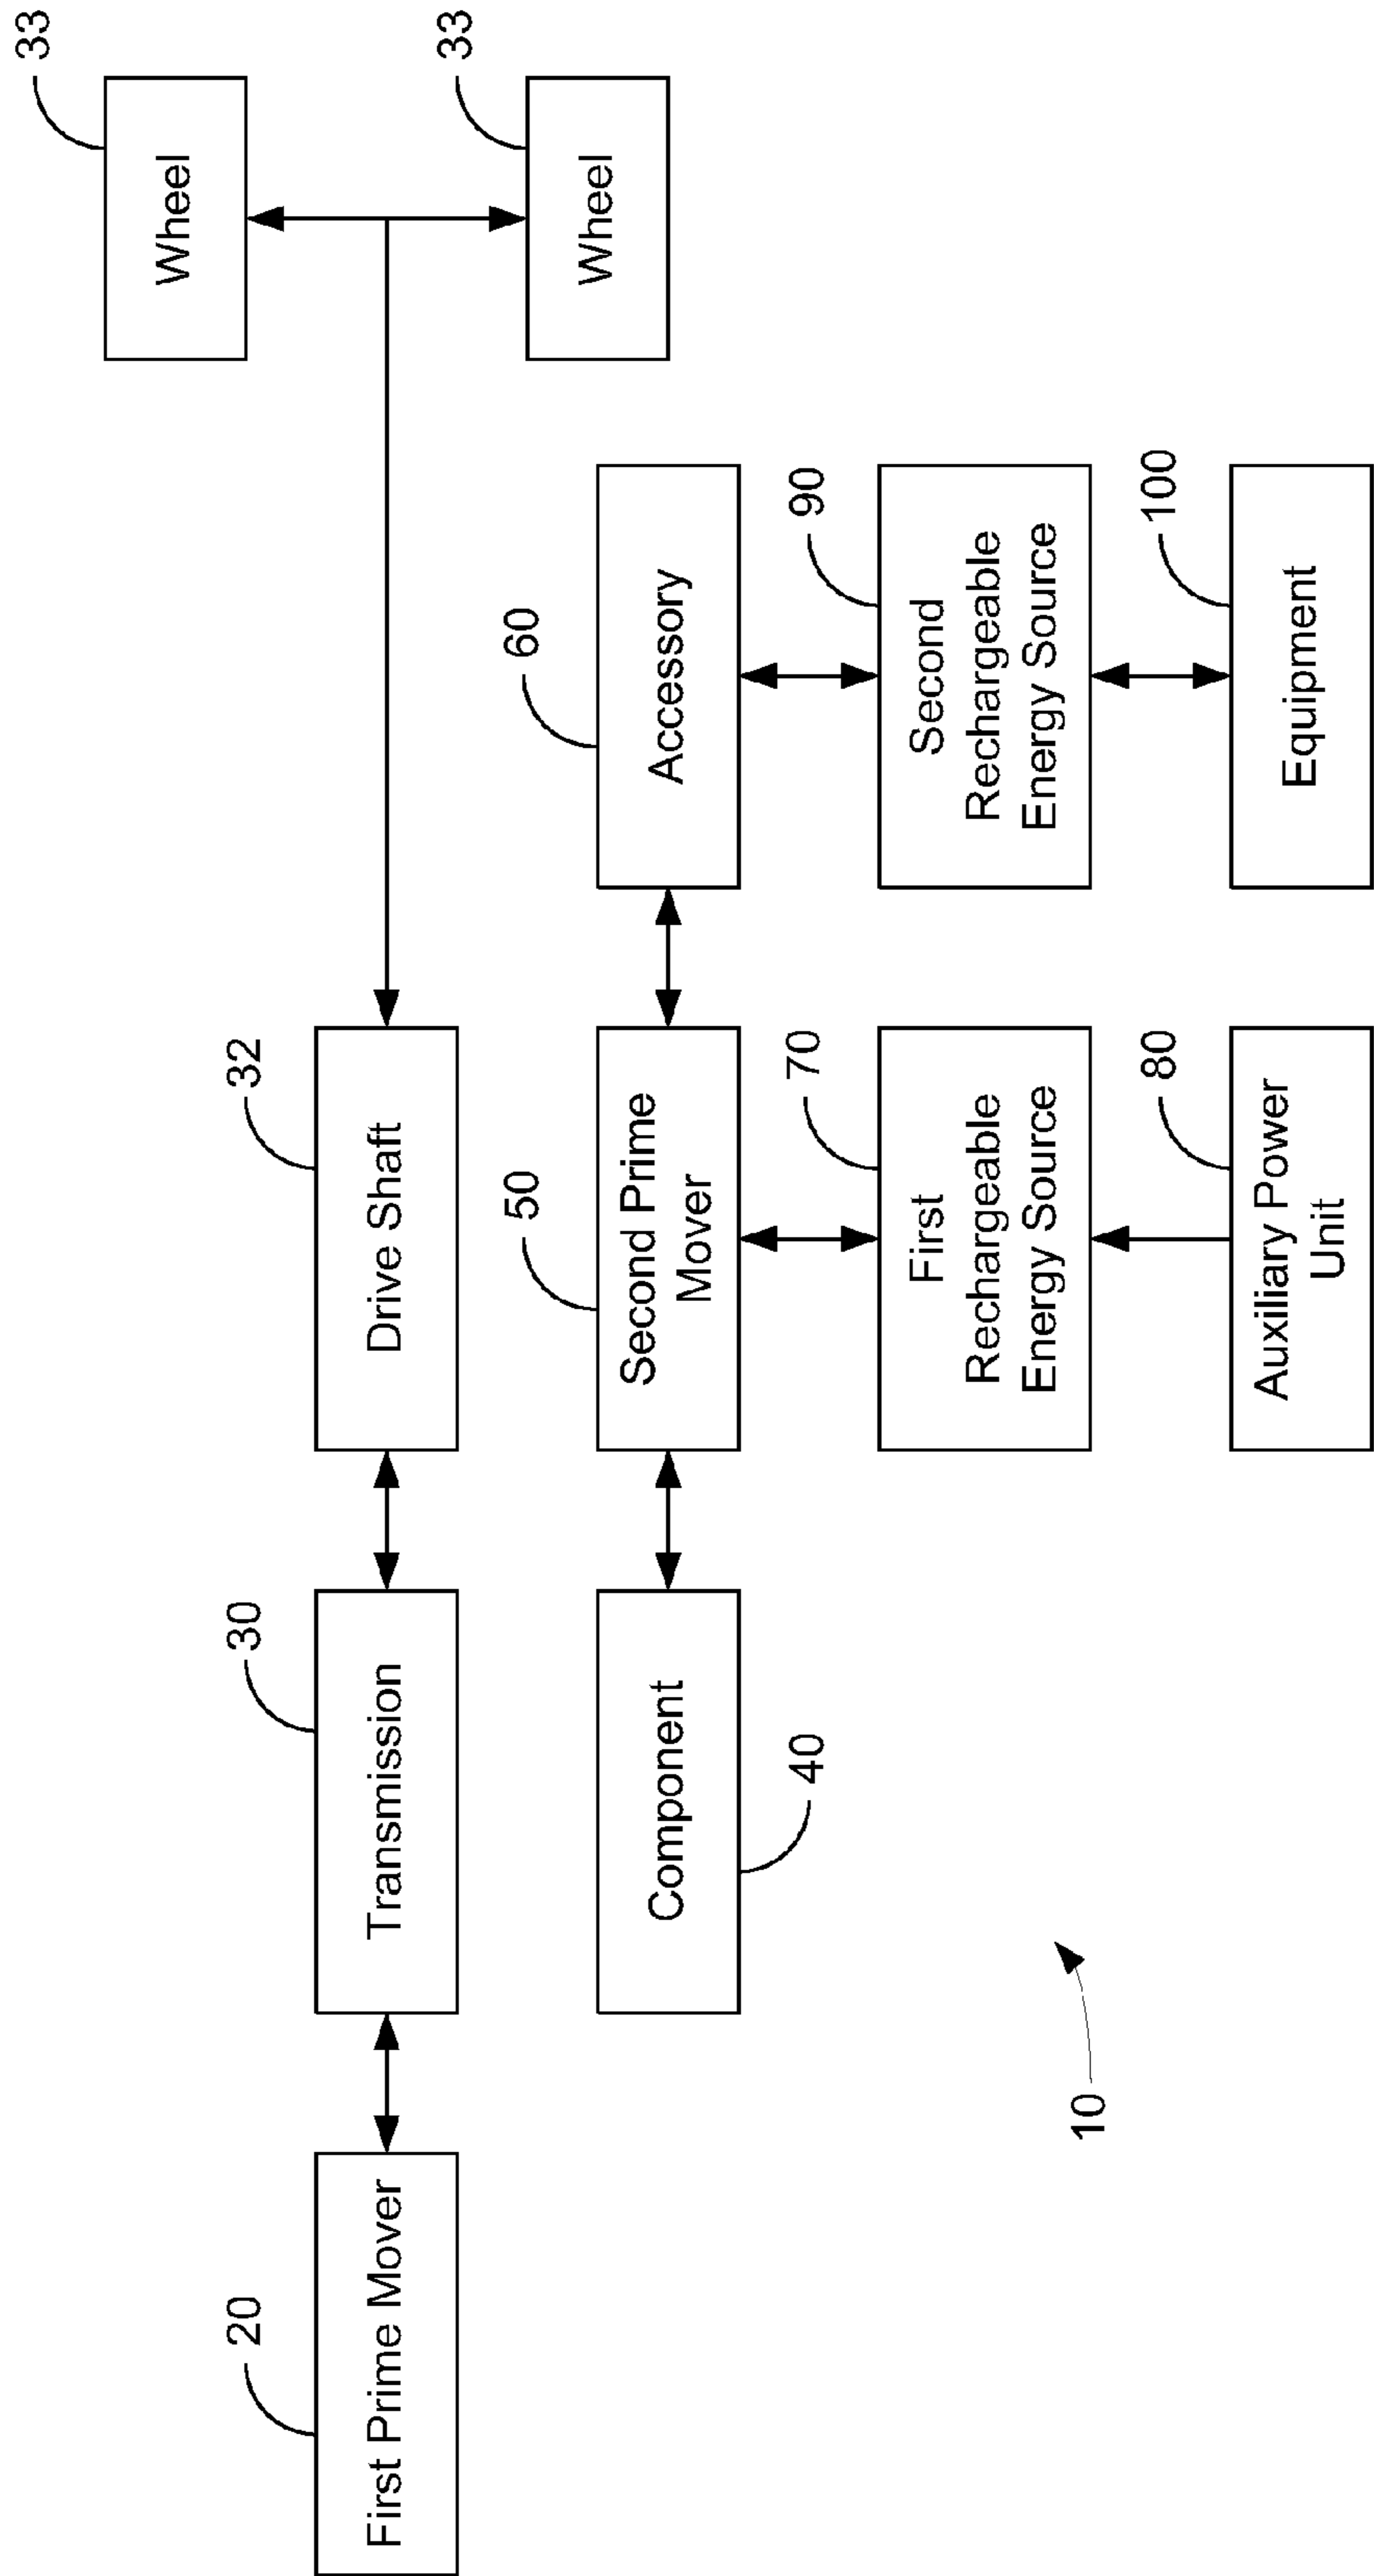 33
Wheel
33
Wheel
20
First Prime Mover
30
Transmission
32
Drive Shaft
Component
40
50
Second Prime
Mover
60
Accessory
70
First
Rechargeable
Energy Source
90
Second
Rechargeable
Energy Source
10
80
Auxiliary Power
Unit
100
Equipment